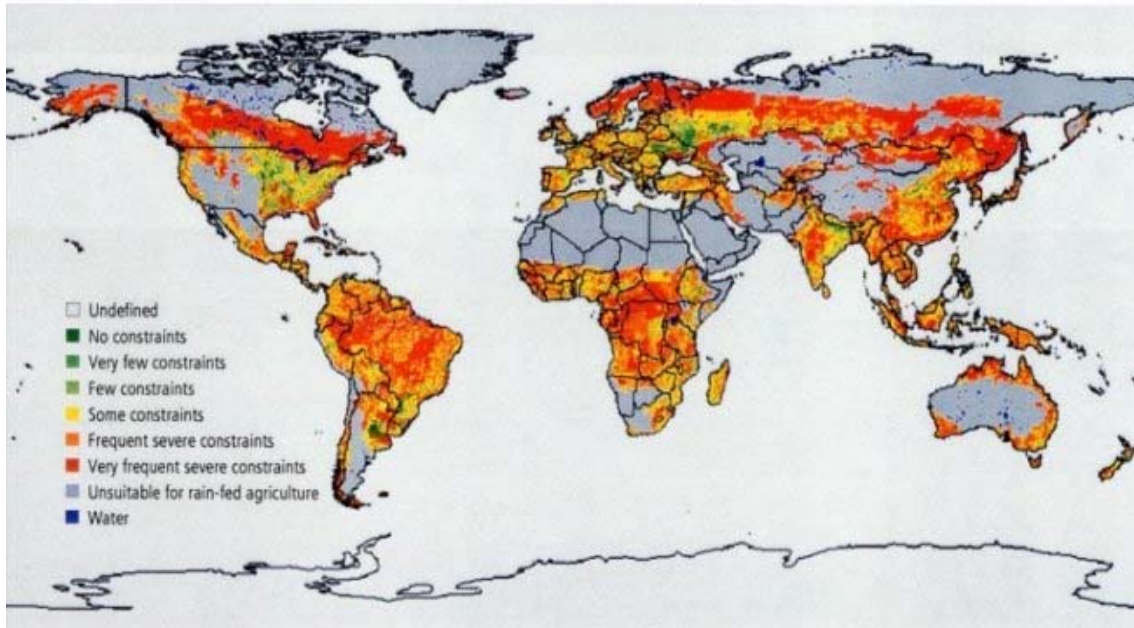 Undefined
No constraints
Very few constraints
Few constraints
Some constraints
Frequent severe constraints
Very frequent severe constraints
Unsuitable for rain-fed agriculture
Water